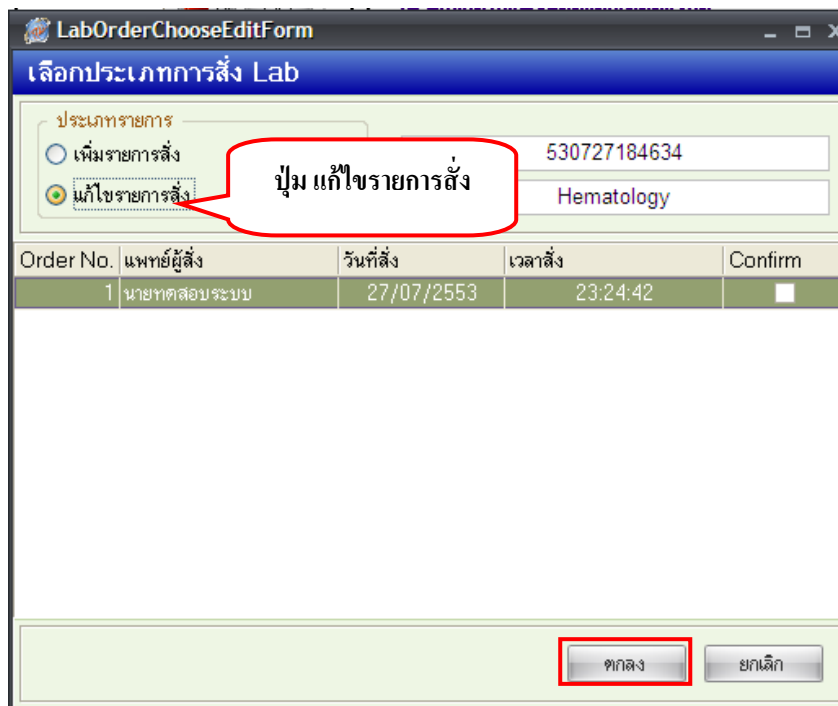 LabOrderChooseEditForm
เลือกประเภทการสั่ง Lab
ประเภทรายการ
เพิ่มรายการสั่ง
แก้ไขรายการสั่ง
ปุ่ม แก้ไขรายการสั่ง
530727184634
Hematology
Order No. แพทย์ผู้สั่ง วันที่สั่ง เวลาสั่ง Confirm
1 นายทดสอบระบบ 27/07/2553 23:24:42
ตกลง ยกเลิก